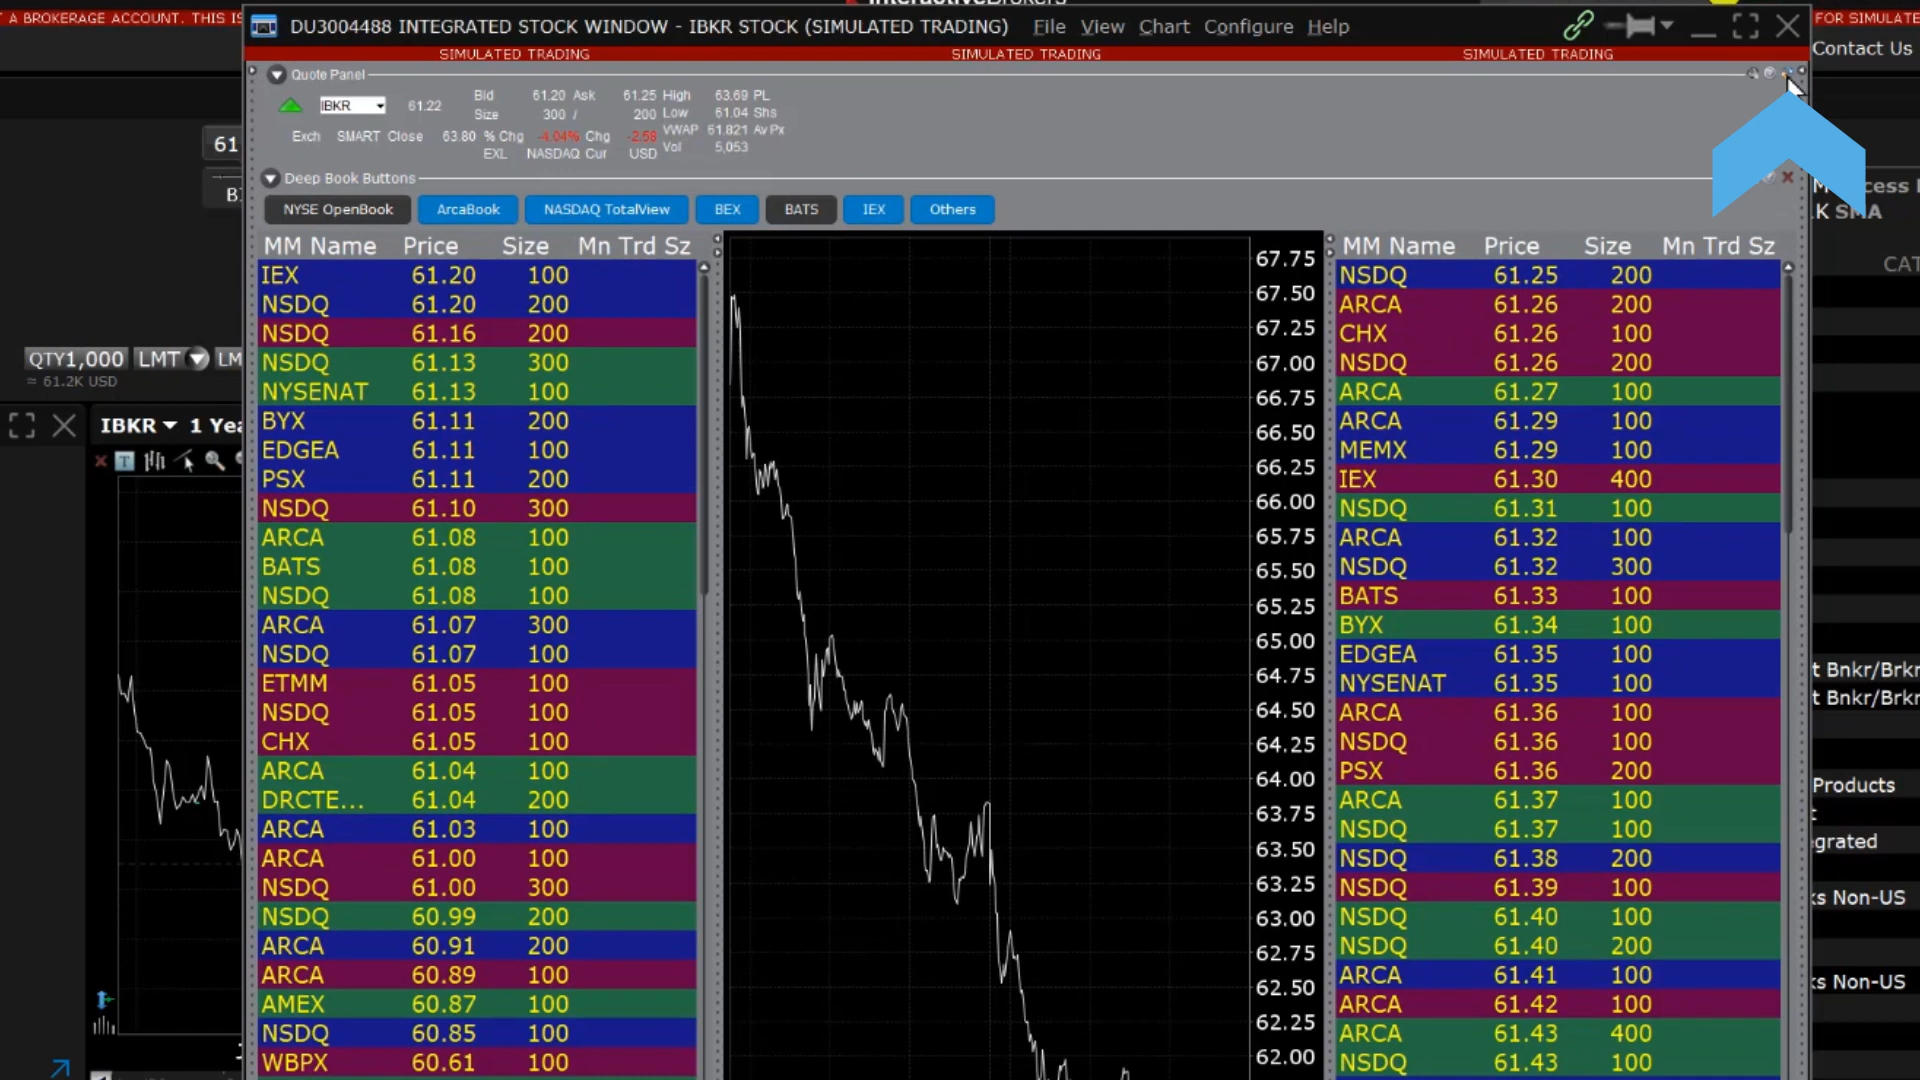 InteractiveBrokers
T A BROKERAGE ACCOUNT. THIS IS
DU3004488 INTEGRATED STOCK WINDOW - IBKR STOCK (SIMULATED TRADING) File View Chart Configure Help
FOR SIMULATE
SIMULATED TRADING SIMULATED TRADING SIMULATED TRADING
Contact Us
Quote Panel
IBKR 61.22
Bid 61.20 Ask 61.25 High 63.69 PL
Size 300 / 200 Low 61.04 Shs
Exch SMART Close 63.80 % Chg -4.04% Chg -2.58 VWAP 61.821 Av Px
EXL NASDAQ Cur USD Vol 5,053
61
Deep Book Buttons
NYSE OpenBook ArcaBook NASDAQ TotalView BEX BATS IEX Others
K SMA
CAT
QTY 1,000 LMT LM
≈ 61.2K USD
IBKR 1 Yea
T
MM Name Price Size Mn Trd Sz
IEX 61.20 100
NSDQ 61.20 200
NSDQ 61.16 200
NSDQ 61.13 300
NYSENAT 61.13 100
BYX 61.11 200
EDGEA 61.11 100
PSX 61.11 200
NSDQ 61.10 300
ARCA 61.08 100
BATS 61.08 100
NSDQ 61.08 100
ARCA 61.07 300
NSDQ 61.07 100
ETMM 61.05 100
NSDQ 61.05 100
CHX 61.05 100
ARCA 61.04 100
DRCTE... 61.04 200
ARCA 61.03 100
ARCA 61.00 100
NSDQ 61.00 300
NSDQ 60.99 200
ARCA 60.91 200
ARCA 60.89 100
AMEX 60.87 100
NSDQ 60.85 100
WBPX 60.61 100
67.75
67.50
67.25
67.00
66.75
66.50
66.25
66.00
65.75
65.50
65.25
65.00
64.75
64.50
64.25
64.00
63.75
63.50
63.25
63.00
62.75
62.50
62.25
62.00
MM Name Price Size Mn Trd Sz
NSDQ 61.25 200
ARCA 61.26 200
CHX 61.26 100
NSDQ 61.26 200
ARCA 61.27 100
ARCA 61.29 100
MEMX 61.29 100
IEX 61.30 400
NSDQ 61.31 100
ARCA 61.32 100
NSDQ 61.32 300
BATS 61.33 100
BYX 61.34 100
EDGEA 61.35 100
NYSENAT 61.35 100
ARCA 61.36 100
NSDQ 61.36 100
PSX 61.36 200
ARCA 61.37 100
NSDQ 61.37 100
NSDQ 61.38 200
NSDQ 61.39 100
NSDQ 61.40 100
NSDQ 61.40 200
ARCA 61.41 100
ARCA 61.42 100
ARCA 61.43 400
NSDQ 61.43 100
t Bnkr/Brkr
t Bnkr/Brkr
Products
t
grated
ks Non-US
ks Non-US